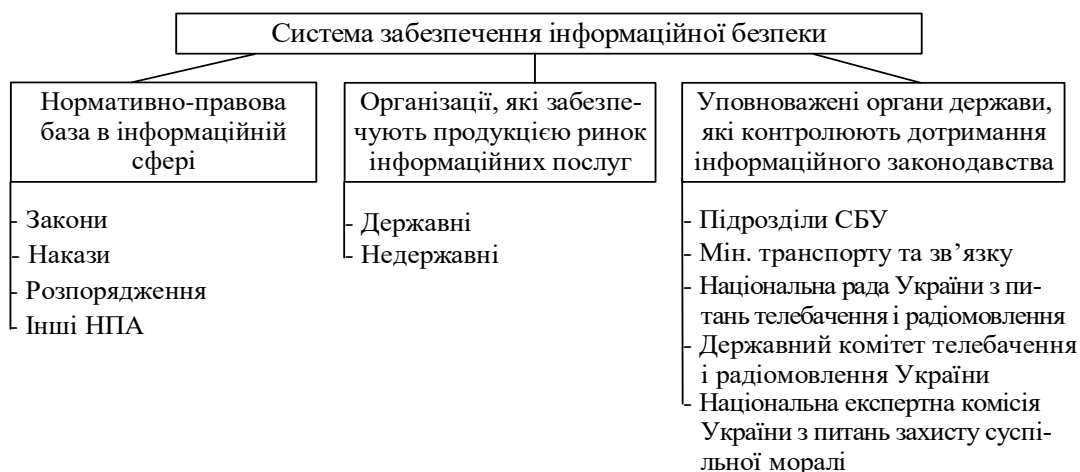 Система забезпечення інформаційної безпеки
Нормативно-правова
база в інформаційній
сфері
- Закони
- Накази
- Розпорядження
- Інші НПА
Організації, які забезпе-
чують продукцією ринок
інформаційних послуг
- Державні
- Недержавні
Уповноважені органи держави,
які контролюють дотримання
інформаційного законодавства
- Підрозділи СБУ
- Мін. транспорту та зв’язку
- Національна рада України з пи-
тань телебачення і радіомовлення
- Державний комітет телебачення
і радіомовлення України
- Національна експертна комісія
України з питань захисту суспі-
льної моралі